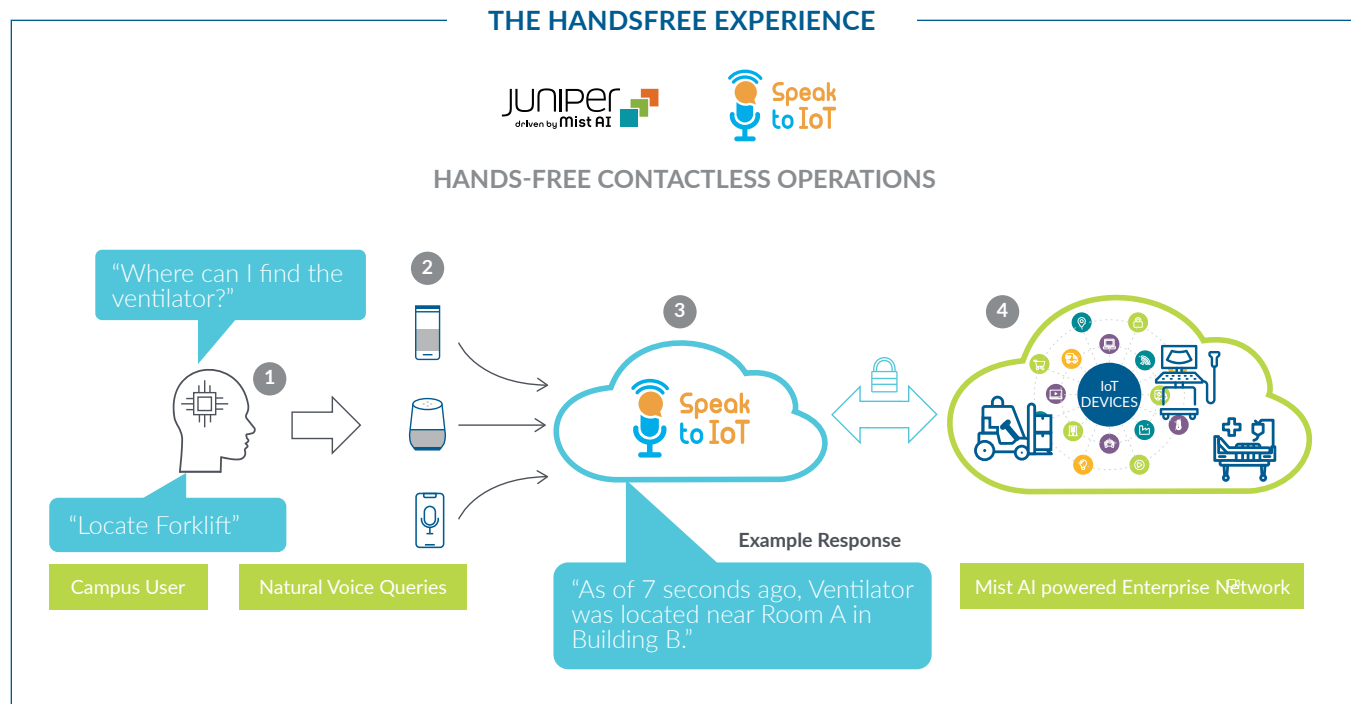 THE HANDSFREE EXPERIENCE
JUNIPer
driven by Mist AI
Speak
to IoT
HANDS-FREE CONTACTLESS OPERATIONS
“Where can I find the
ventilator?”
1
“Locate Forklift”
Campus User
2
Natural Voice Queries
3
Speak
to IoT
Example Response
“As of 7 seconds ago, Ventilator
was located near Room A in
Building B.”
4
IoT
DEVICES
Mist AI powered Enterprise Network